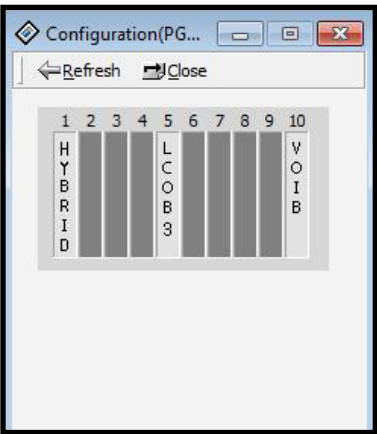 Configuration(PG...
Refresh Close
1 2 3 4 5 6 7 8 9 10
HYBRID
LCOB3
VOIB